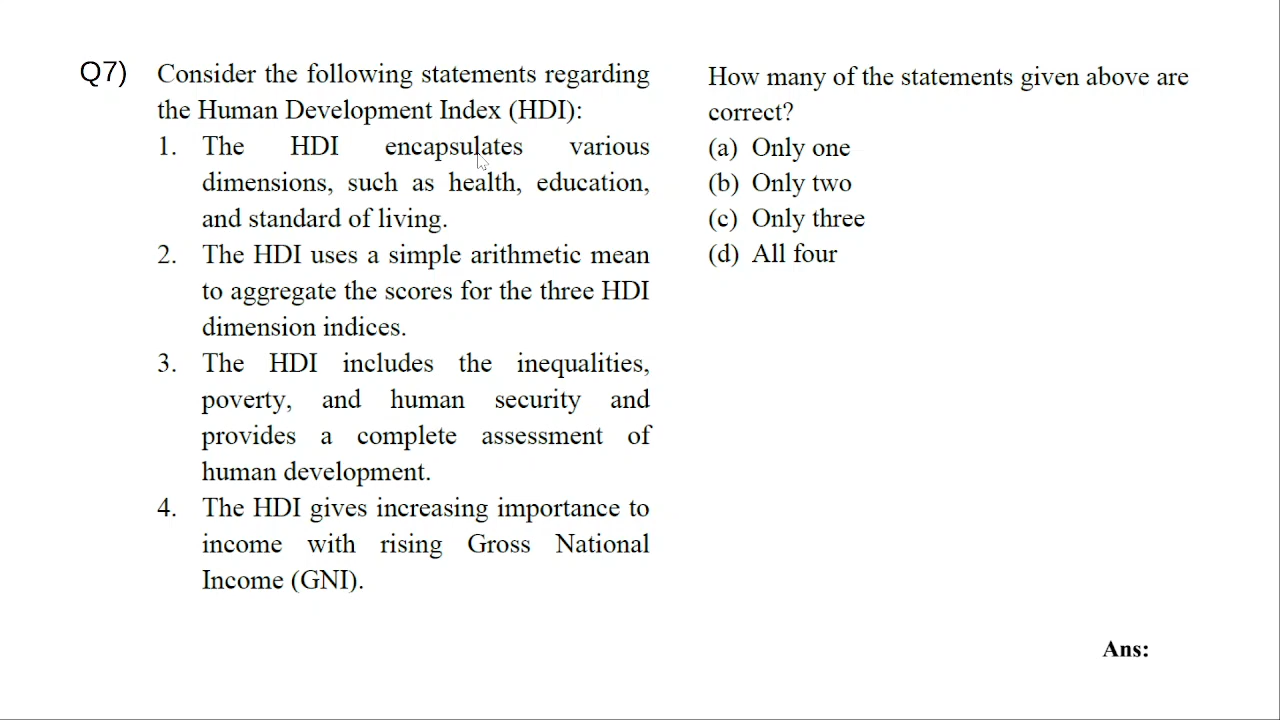 Q7) Consider the following statements regarding
the Human Development Index (HDI):
1. The HDI encapsulates various
dimensions, such as health, education,
and standard of living.
2. The HDI uses a simple arithmetic mean
to aggregate the scores for the three HDI
dimension indices.
3. The HDI includes the inequalities,
poverty, and human security and
provides a complete assessment of
human development.
4. The HDI gives increasing importance to
income with rising Gross National
Income (GNI).
How many of the statements given above are
correct?
(a) Only one
(b) Only two
(c) Only three
(d) All four
Ans: